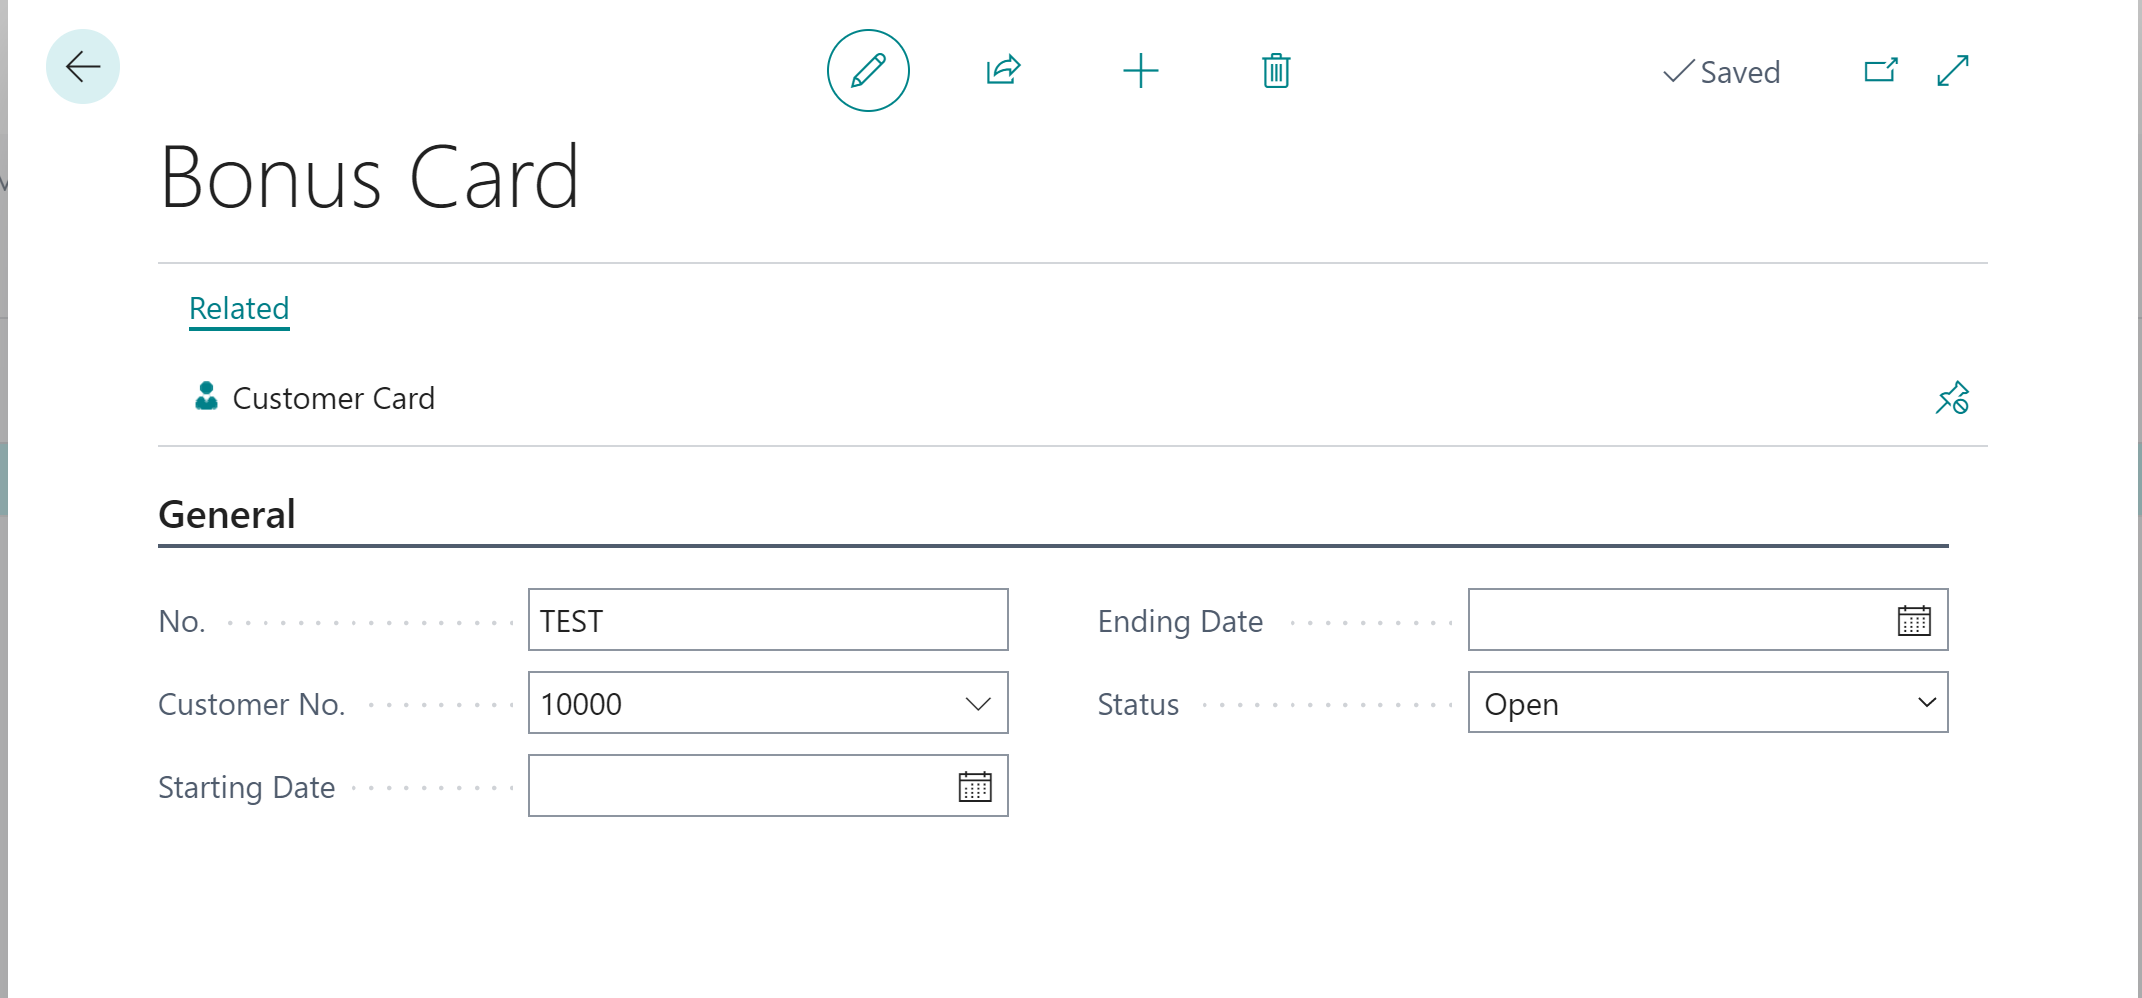 Saved
Bonus Card
Related
Customer Card
General
No. TEST
Customer No. 10000
Starting Date
Ending Date
Status Open